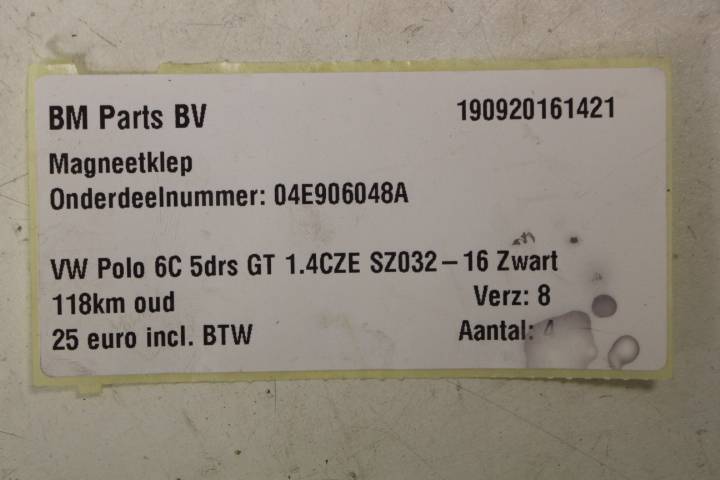 BM Parts BV 190920161421
Magneetklep
Onderdeelnummer: 04E906048A
VW Polo 6C 5drs GT 1.4CZE SZ032-16 Zwart
118km oud Verz: 8
25 euro incl. BTW Aantal: